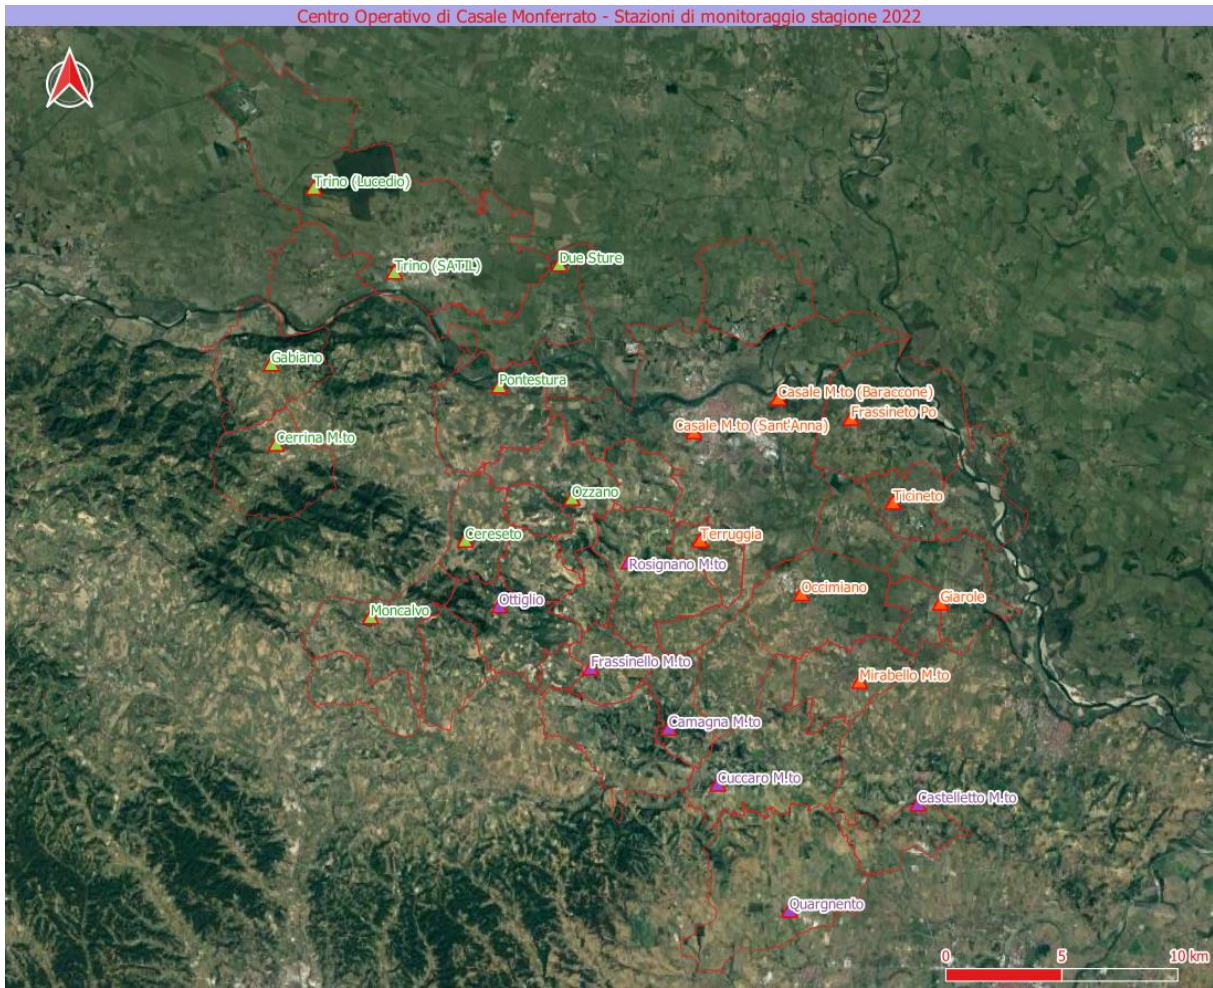 Centro Operativo di Casale Monferrato - Stazioni di monitoraggio stagione 2022
Trino (Lucedio)
Due Sture
Trino (SATIL)
Gabiano
Pontestura
Casale M.to (Baraccone)
Frassineto Po
Casale M.to (Sant'Anna)
Cerrina M.to
Ozzano
Ticineto
Cereseto
Terruggia
Rosignano M.to
Occimiano
Ottiglio
Giarole
Moncalvo
Frassinello M.to
Mirabello M.to
Camagna M.to
Cuccaro M.to
Castelletto M.to
Quargnento
0 5 10 km